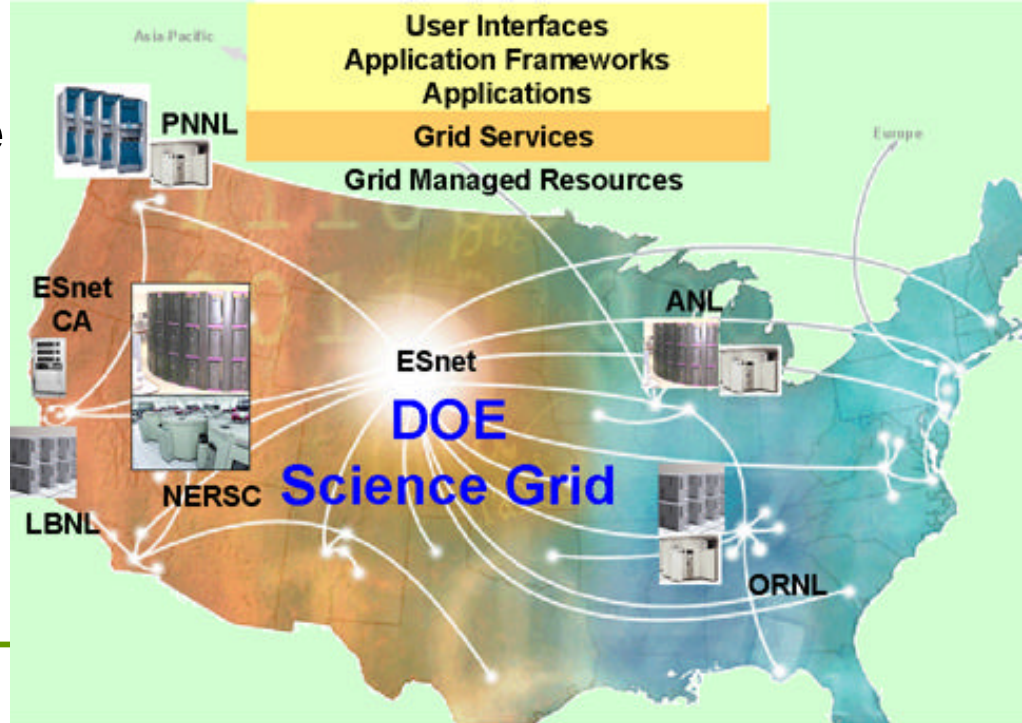 Asia-Pacific
User Interfaces
Application Frameworks
Applications
Grid Services
Grid Managed Resources
Europe
e
PNNL
ESnet
CA
ANL
ESnet
DOE
Science Grid
NERSC
LBNL
ORNL